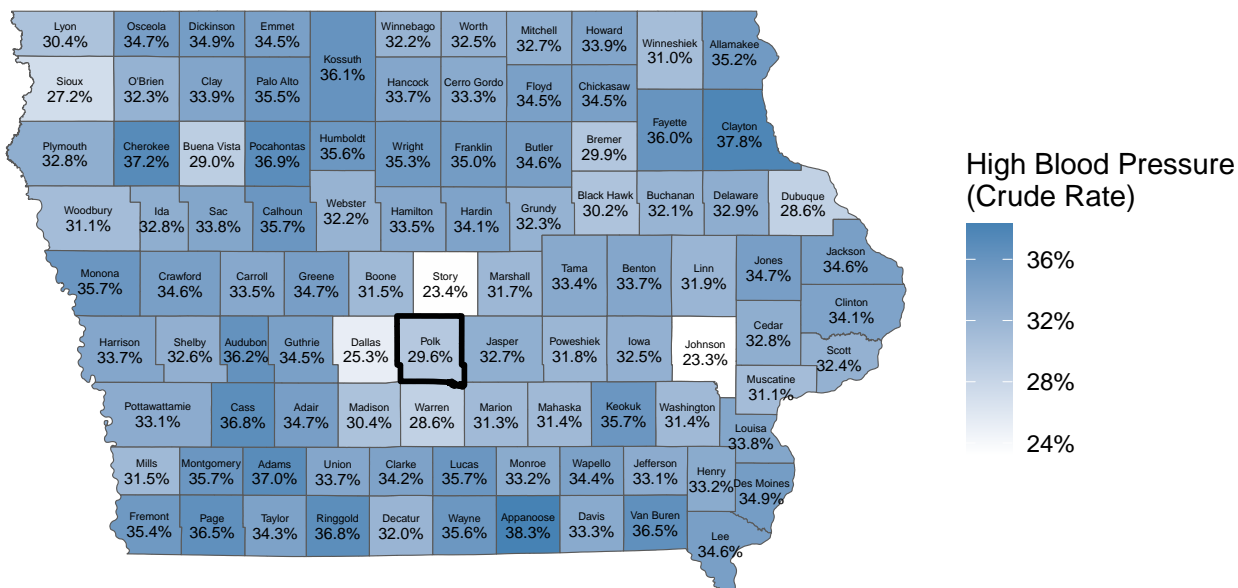 Lyon
30.4%
Osceola
34.7%
Dickinson
34.9%
Emmet
34.5%
Kossuth
36.1%
Winnebago
32.2%
Worth
32.5%
Mitchell
32.7%
Howard
33.9%
Winneshiek
31.0%
Allamakee
35.2%
Sioux
27.2%
O'Brien
32.3%
Clay
33.9%
Palo Alto
35.5%
Hancock
33.7%
Cerro Gordo
33.3%
Floyd
34.5%
Chickasaw
34.5%
Fayette
36.0%
Clayton
37.8%
Plymouth
32.8%
Cherokee
37.2%
Buena Vista
29.0%
Pocahontas
36.9%
Humboldt
35.6%
Wright
35.3%
Franklin
35.0%
Butler
34.6%
Bremer
29.9%
Woodbury
31.1%
Ida
32.8%
Sac
33.8%
Calhoun
35.7%
Webster
32.2%
Hamilton
33.5%
Hardin
34.1%
Grundy
32.3%
Black Hawk
30.2%
Buchanan
32.1%
Delaware
32.9%
Dubuque
28.6%
Monona
35.7%
Crawford
34.6%
Carroll
33.5%
Greene
34.7%
Boone
31.5%
Story
23.4%
Marshall
31.7%
Tama
33.4%
Benton
33.7%
Linn
31.9%
Jones
34.7%
Jackson
34.6%
Clinton
34.1%
Harrison
33.7%
Shelby
32.6%
Audubon
36.2%
Guthrie
34.5%
Dallas
25.3%
Polk
29.6%
Jasper
32.7%
Poweshiek
31.8%
Iowa
32.5%
Johnson
23.3%
Cedar
32.8%
Scott
32.4%
Muscatine
31.1%
Pottawattamie
33.1%
Cass
36.8%
Adair
34.7%
Madison
30.4%
Warren
28.6%
Marion
31.3%
Mahaska
31.4%
Keokuk
35.7%
Washington
31.4%
Louisa
33.8%
Mills
31.5%
Montgomery
35.7%
Adams
37.0%
Union
33.7%
Clarke
34.2%
Lucas
35.7%
Monroe
33.2%
Wapello
34.4%
Jefferson
33.1%
Henry
33.2%
Des Moines
34.9%
Fremont
35.4%
Page
36.5%
Taylor
34.3%
Ringgold
36.8%
Decatur
32.0%
Wayne
35.6%
Appanoose
38.3%
Davis
33.3%
Van Buren
36.5%
Lee
34.6%
High Blood Pressure
(Crude Rate)
36%
32%
28%
24%